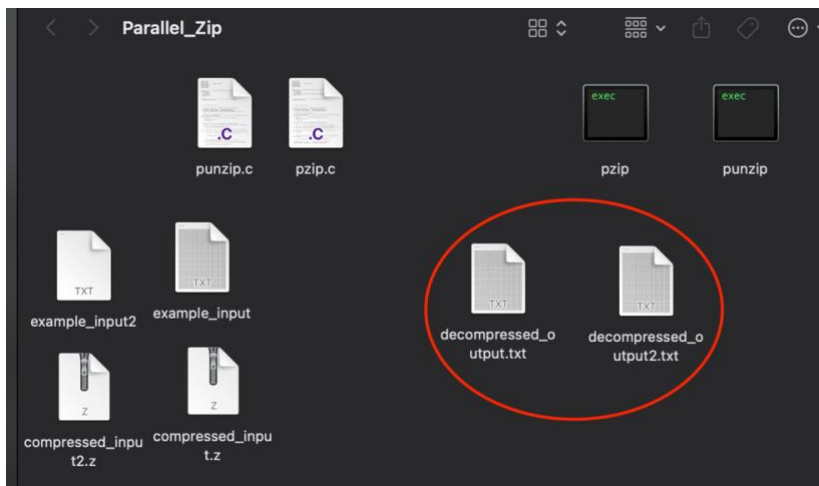 Parallel_Zip
.C
.C
exec
exec
punzip.c
pzip.c
pzip
punzip
TXT
TXT
TXT
TXT
example_input2
example_input
decompressed_o
utput.txt
decompressed_o
utput2.txt
Z
Z
compressed_inpu
t2.z
compressed_inpu
t.z